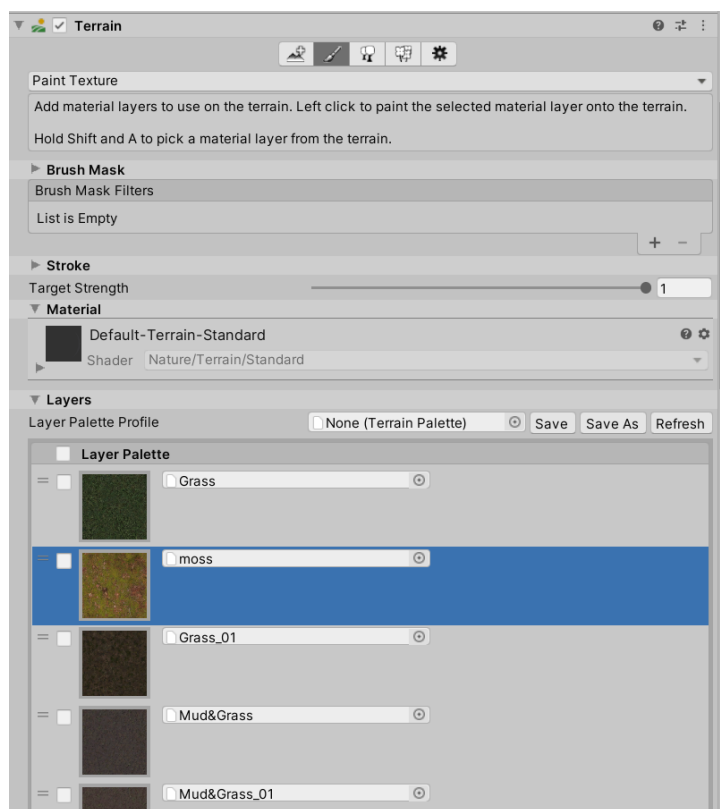 Terrain
Paint Texture
Add material layers to use on the terrain. Left click to paint the selected material layer onto the terrain.
Hold Shift and A to pick a material layer from the terrain.
Brush Mask
Brush Mask Filters
List is Empty
Stroke
Target Strength 1
Material
Default-Terrain-Standard
Shader Nature/Terrain/Standard
Layers
Layer Palette Profile None (Terrain Palette) Save Save As Refresh
Layer Palette
Grass
moss
Grass_01
Mud&Grass
Mud&Grass_01